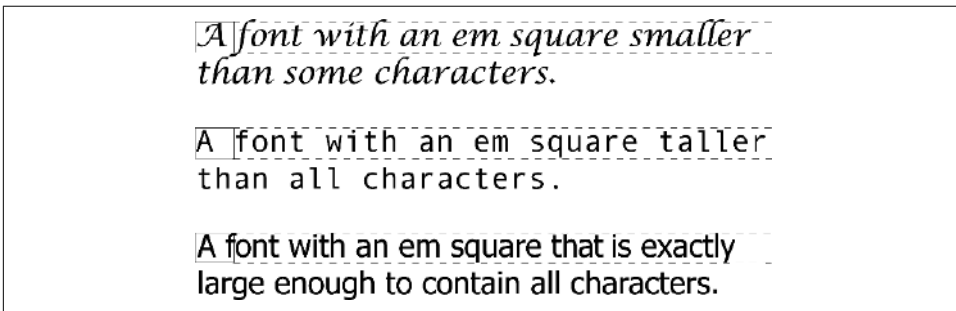 A font with an em square smaller
than some characters.
A font with an em square taller
than all characters.
A font with an em square that is exactly
large enough to contain all characters.